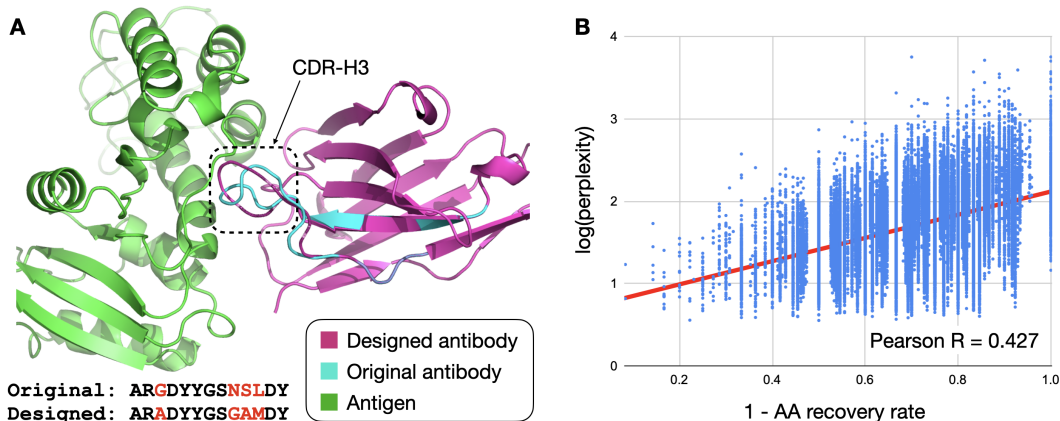 A
CDR-H3
Designed antibody
Original antibody
Antigen
Original: ARGDYYGSNSLDY
Designed: ARADYYGSGAMDY
B
4
3
2
1
0
log(perplexity)
Pearson R = 0.427
0.2 0.4 0.6 0.8 1.0
1 - AA recovery rate